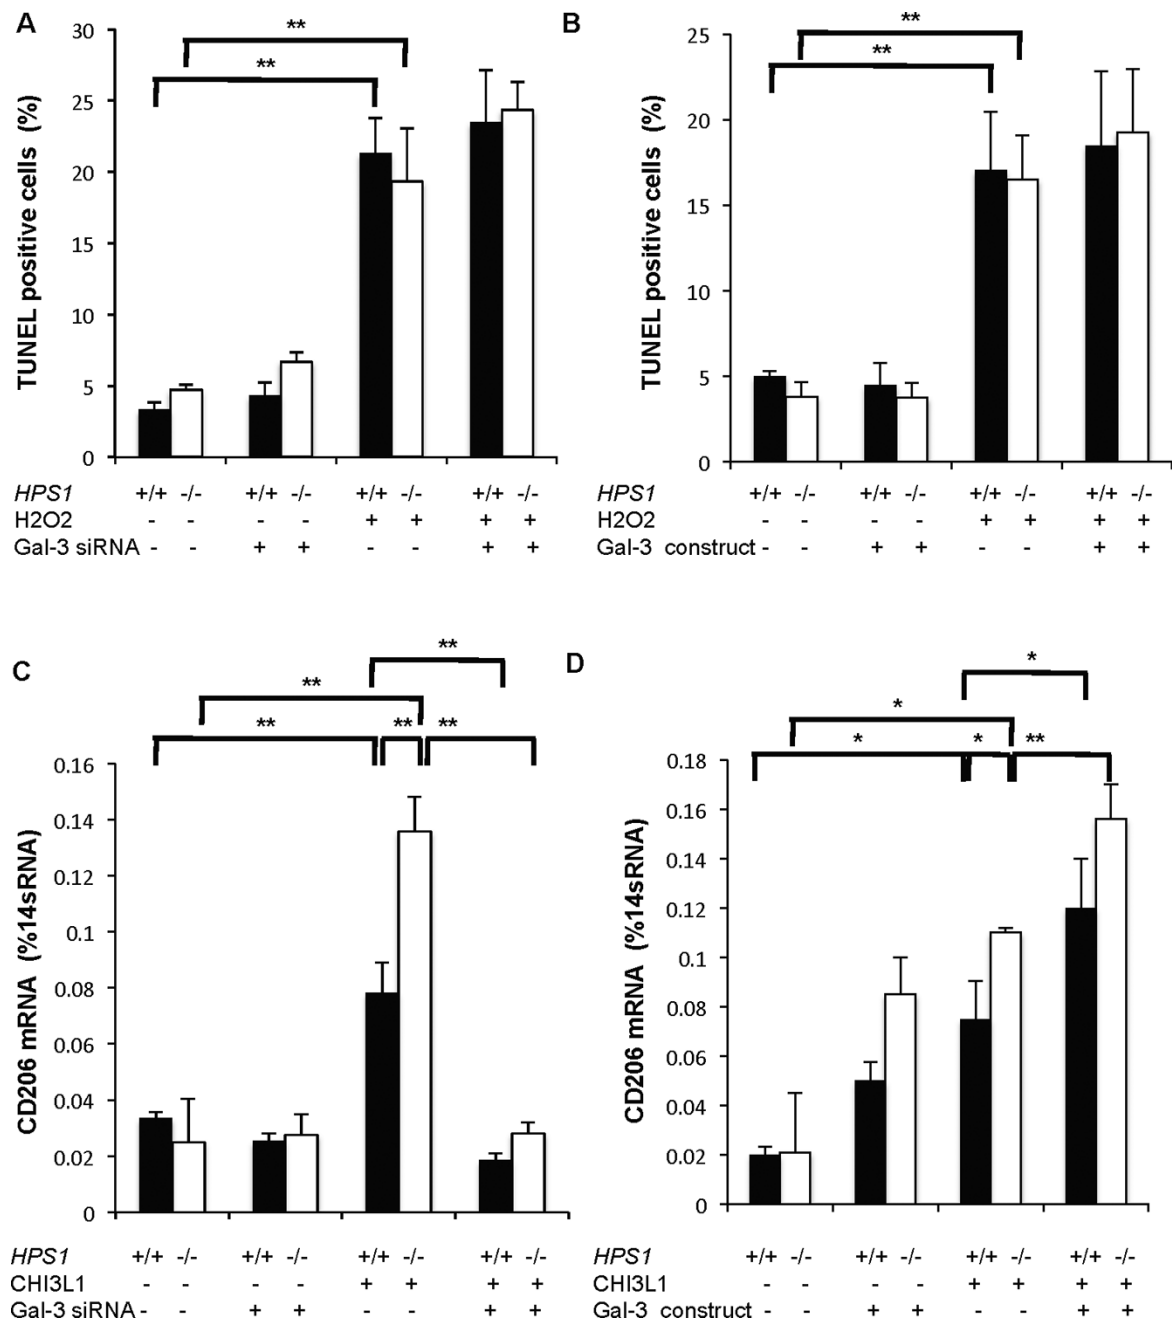 A
30
25
20
15
10
5
0
TUNEL positive cells (%)
**
**
HPS1 +/+ -/- +/+ -/- +/+ -/- +/+ -/-
H2O2 - - - - + + + +
Gal-3 siRNA - - + + - - + +
B
25
20
15
10
5
0
TUNEL positive cells (%)
**
**
HPS1 +/+ -/- +/+ -/- +/+ -/- +/+ -/-
H2O2 - - - - + + + +
Gal-3 construct - - + + - - + +
C
0.16
0.14
0.12
0.1
0.08
0.06
0.04
0.02
0
CD206 mRNA (%14sRNA)
**
**
** ** **
HPS1 +/+ -/- +/+ -/- +/+ -/- +/+ -/-
CHI3L1 - - - - + + + +
Gal-3 siRNA - - + + - - + +
D
0.18
0.16
0.14
0.12
0.1
0.08
0.06
0.04
0.02
0
CD206 mRNA (%14sRNA)
*
*
* * **
HPS1 +/+ -/- +/+ -/- +/+ -/- +/+ -/-
CHI3L1 - - - - + + + +
Gal-3 construct - - + + - - + +